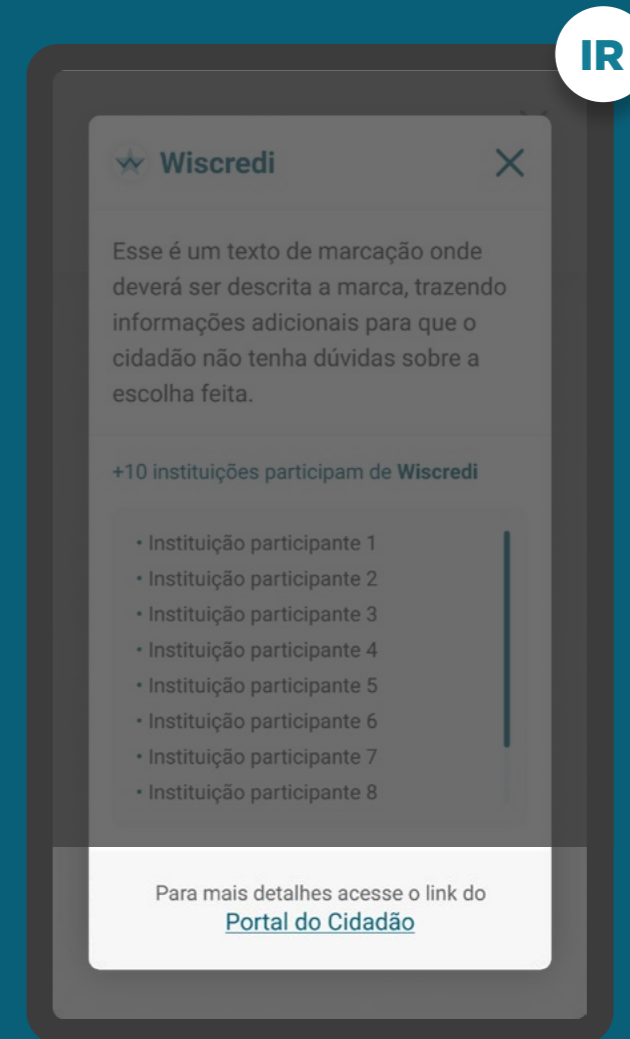 IR
Wiscredi
Esse é um texto de marcação onde
deverá ser descrita a marca, trazendo
informações adicionais para que o
cidadão não tenha dúvidas sobre a
escolha feita.
+10 instituições participam de Wiscredi
• Instituição participante 1
• Instituição participante 2
• Instituição participante 3
• Instituição participante 4
• Instituição participante 5
• Instituição participante 6
• Instituição participante 7
• Instituição participante 8
Para mais detalhes acesse o link do
Portal do Cidadão